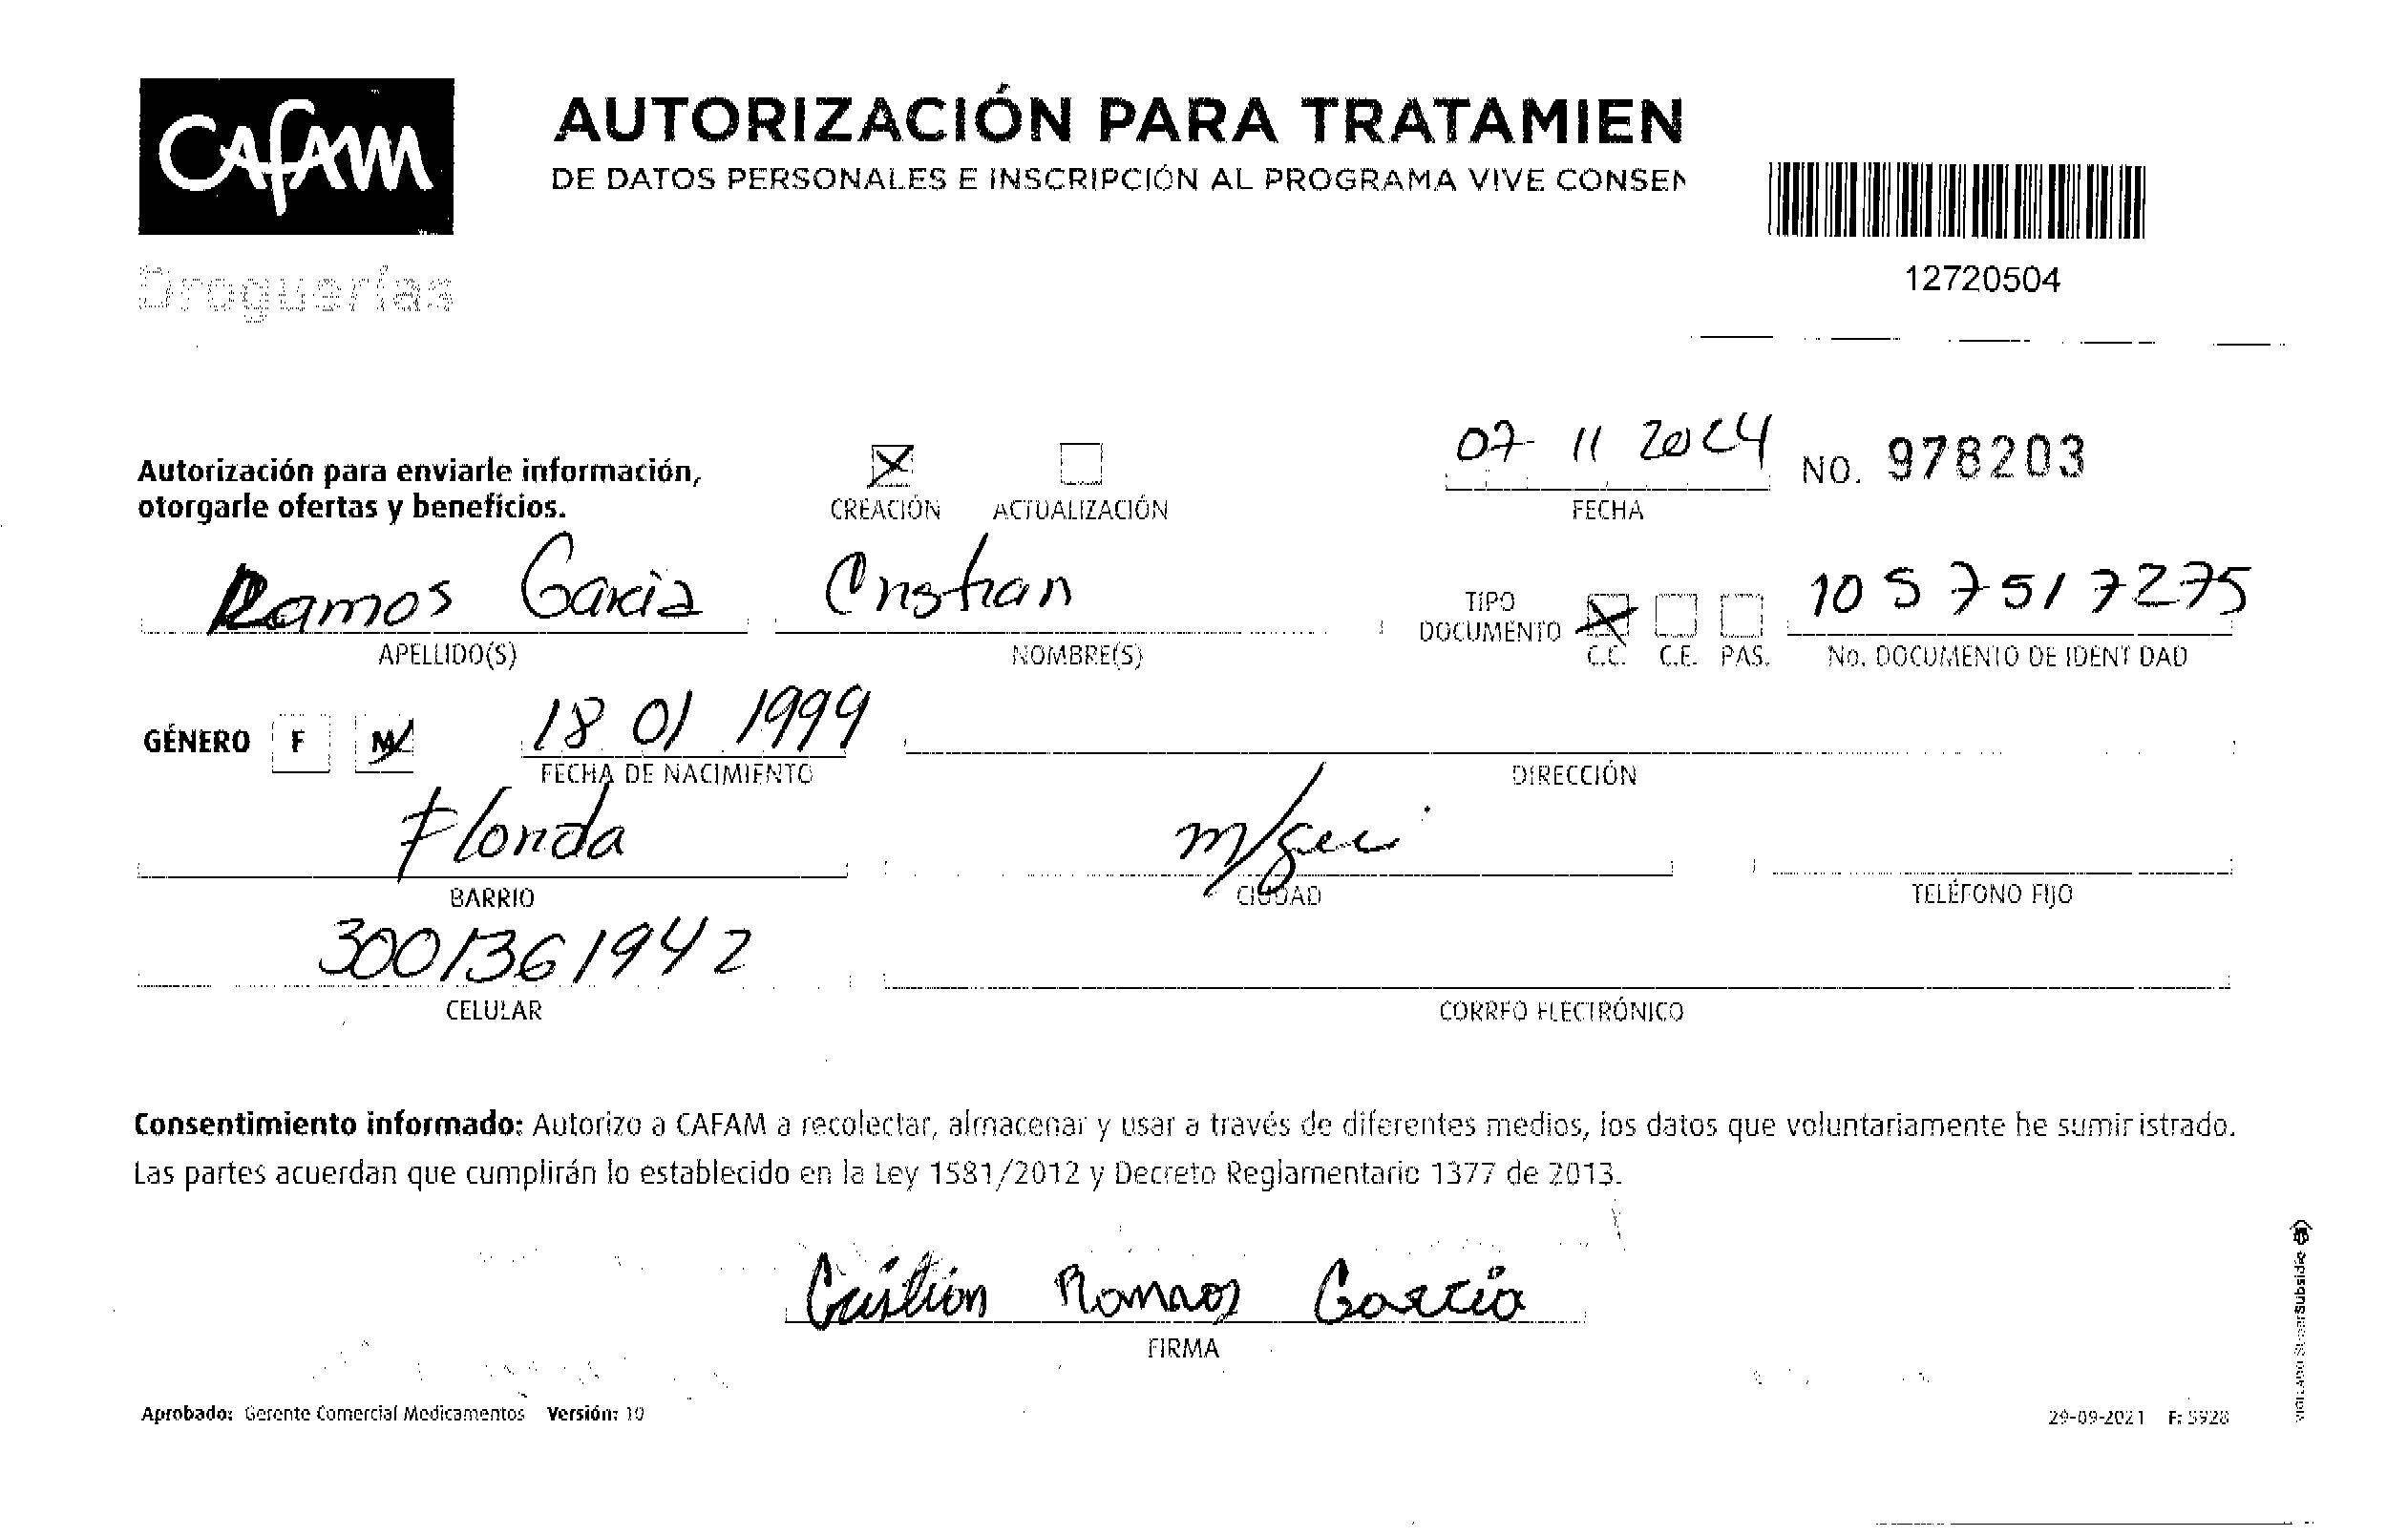 CAFAM
Droguerías
AUTORIZACIÓN PARA TRATAMIEN
DE DATOS PERSONALES E INSCRIPCIÓN AL PROGRAMA VIVE CONSEN
12720504
Autorización para enviarle información,
otorgarle ofertas y beneficios.
CREACIÓN ACTUALIZACIÓN
07 11 2024
FECHA
NO. 978203
Ramos Garcia
APELLIDO(S)
Cristian
NOMBRE(S)
TIPO
DOCUMENTO
C.C. C.E. PAS.
1057517275
No. DOCUMENTO DE IDENTIDAD
GÉNERO F M
18 01 1999
FECHA DE NACIMIENTO
DIRECCIÓN
Florida
BARRIO
CIUDAD
TELÉFONO FIJO
3001361942
CELULAR
CORREO ELECTRÓNICO
Consentimiento informado: Autorizo a CAFAM a recolectar, almacenar y usar a través de diferentes medios, los datos que voluntariamente he suministrado.
Las partes acuerdan que cumplirán lo establecido en la Ley 1581/2012 y Decreto Reglamentario 1377 de 2013.
Cristian Ramos Garcia
FIRMA
Aprobado: Gerente Comercial Medicamentos Versión: 10
29-09-2021 F: 5928
VIGILADO SuperSubsidio